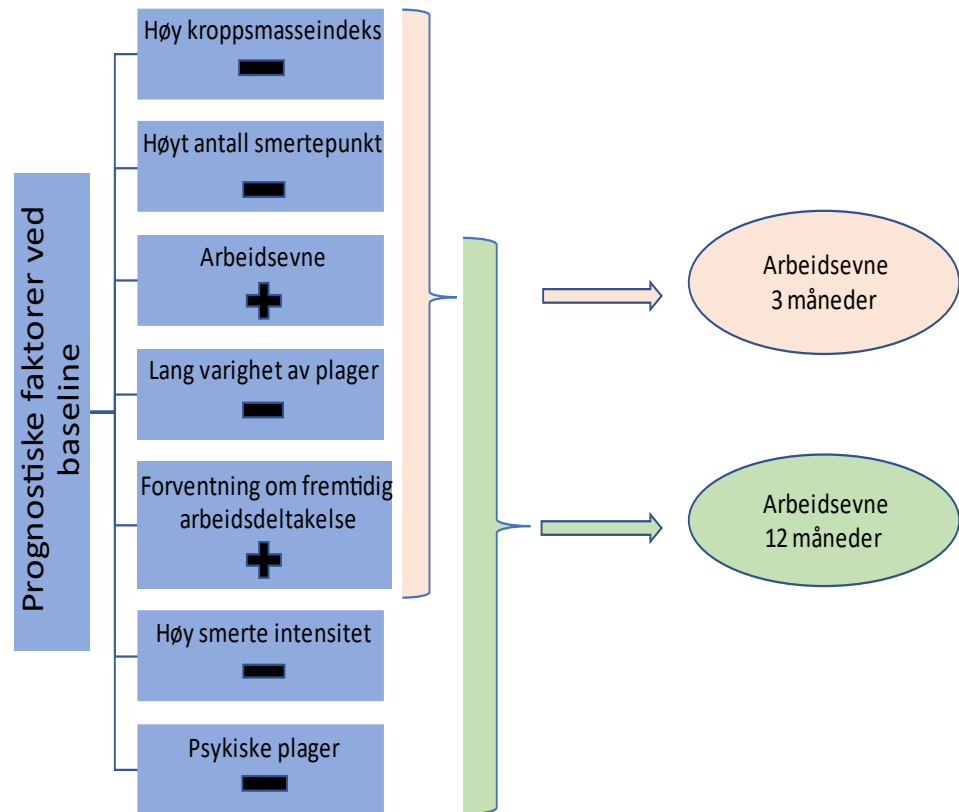 Prognostiske faktorer ved
baseline
Høy kroppsmasseindeks
Høyt antall smertepunkt
Arbeidsevne
+
Lang varighet av plager
Forventning om fremtidig
arbeidsdeltakelse
+
Høy smerte intensitet
Psykiske plager
Arbeidsevne
3 måneder
Arbeidsevne
12 måneder